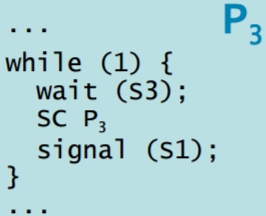 P3
...
while (1) {
wait (S3);
SC P3
signal (S1);
}
...